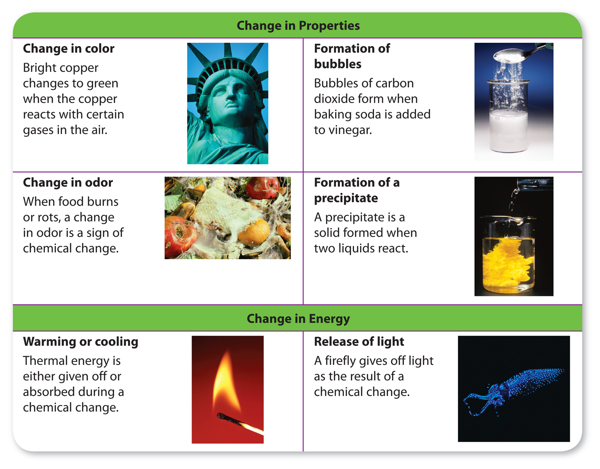 Change in Properties
Change in color
Bright copper
changes to green
when the copper
reacts with certain
gases in the air.
Formation of
bubbles
Bubbles of carbon
dioxide form when
baking soda is added
to vinegar.
Change in odor
When food burns
or rots, a change
in odor is a sign of
chemical change.
Formation of a
precipitate
A precipitate is a
solid formed when
two liquids react.
Change in Energy
Warming or cooling
Thermal energy is
either given off or
absorbed during a
chemical change.
Release of light
A firefly gives off light
as the result of a
chemical change.